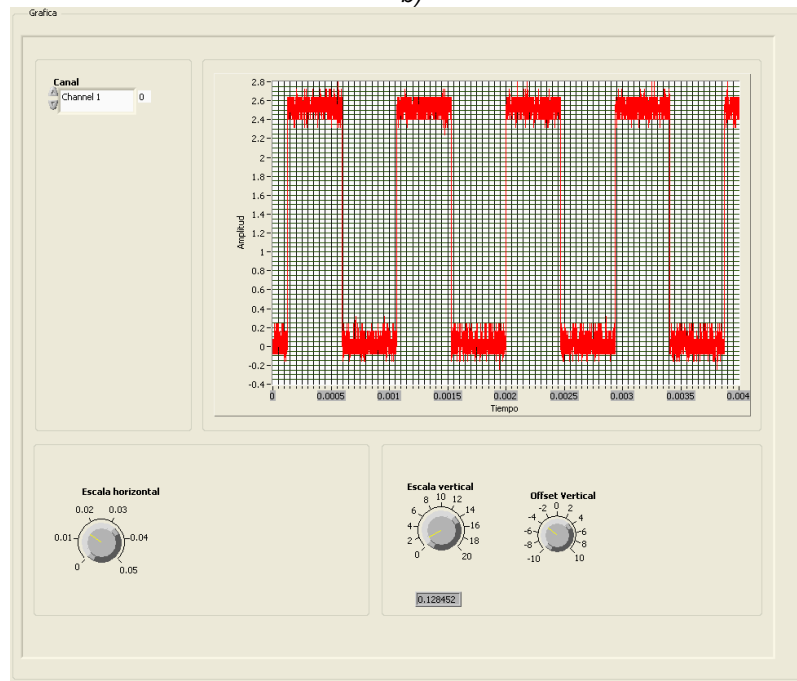 b)
Grafica
Canal
Channel 1 0
2.8
2.6
2.4
2.2
2
1.8
1.6
1.4
1.2
1
0.8
0.6
0.4
0.2
0
-0.2
-0.4
Amplitud
0 0.0005 0.001 0.0015 0.002 0.0025 0.003 0.0035 0.004
Tiempo
Escala horizontal
0.02 0.03
0.01 0.04
0 0.05
Escala vertical
8 10 12
6 14
4 16
2 18
0 20
0.128452
Offset Vertical
-2 0 2
-4 4
-6 6
-8 8
-10 10